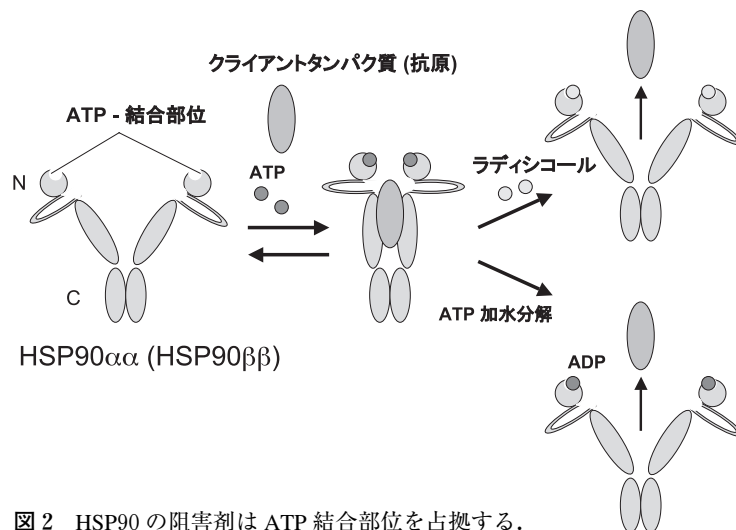 クライアントタンパク質 (抗原)
ATP - 結合部位
N
ATP
ラディシコール
C
ATP 加水分解
HSP90αα (HSP90ββ)
ADP
図 2 HSP90 の阻害剤は ATP 結合部位を占拠する．